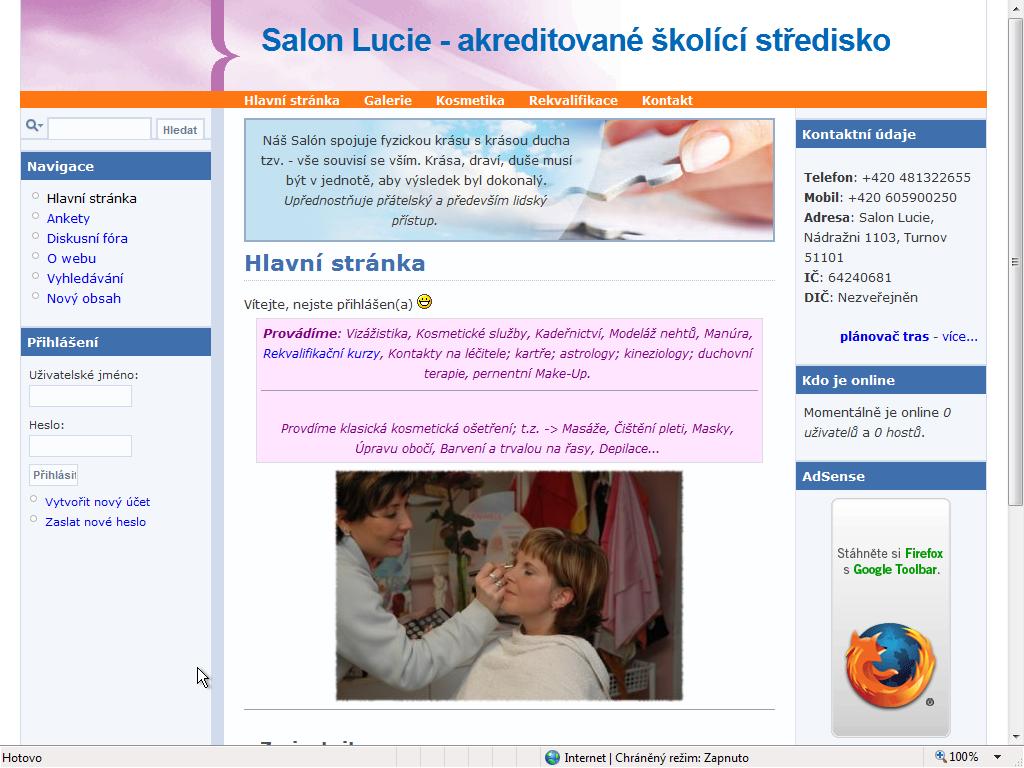 Salon Lucie - akreditované školící středisko
Hlavní stránka Galerie Kosmetika Rekvalifikace Kontakt
Hledat
Navigace
Hlavní stránka
Ankety
Diskusní fóra
O webu
Vyhledávání
Nový obsah
Přihlášení
Uživatelské jméno:
Heslo:
Přihlásit
Vytvořit nový účet
Zaslat nové heslo
Náš Salón spojuje fyzickou krásu s krásou ducha
tzv. - vše souvisí se vším. Krása, draví, duše musí
být v jednotě, aby výsledek byl dokonalý.
Upřednostňuje přátelský a především lidský
přístup.
Hlavní stránka
Vítejte, nejste přihlášen(a)
Provádíme: Vizážistika, Kosmetické služby, Kadeřnictví, Modeláž nehtů, Manúra,
Rekvalifikační kurzy, Kontakty na léčitele; kartře; astrology; kineziology; duchovní
terapie, pernentní Make-Up.
Provdíme klasická kosmetická ošetření; t.z. -> Masáže, Čištění pleti, Masky,
Úpravu obočí, Barvení a trvalou na řasy, Depilace...
Kontaktní údaje
Telefon: +420 481322655
Mobil: +420 605900250
Adresa: Salon Lucie,
Nádražni 1103, Turnov
51101
IČ: 64240681
DIČ: Nezveřejněn
plánovač tras - více...
Kdo je online
Momentálně je online 0
uživatelů a 0 hostů.
AdSense
Stáhněte si Firefox
s Google Toolbar.
Hotovo
Internet | Chráněný režim: Zapnuto
100%